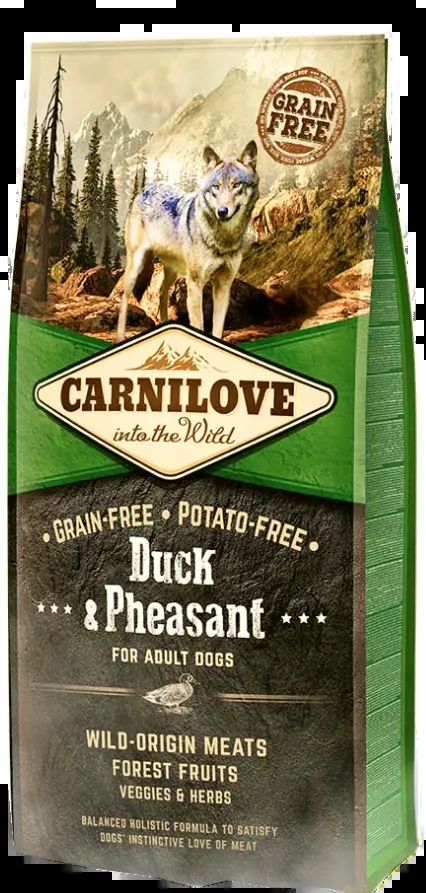 GRAIN
FREE
CARNILOVE
into the Wild
• GRAIN-FREE • POTATO-FREE •
Duck
& Pheasant
FOR ADULT DOGS
WILD-ORIGIN MEATS
FOREST FRUITS
VEGGIES & HERBS
BALANCED HOLISTIC FORMULA TO SATISFY
DOGS' INSTINCTIVE LOVE OF MEAT